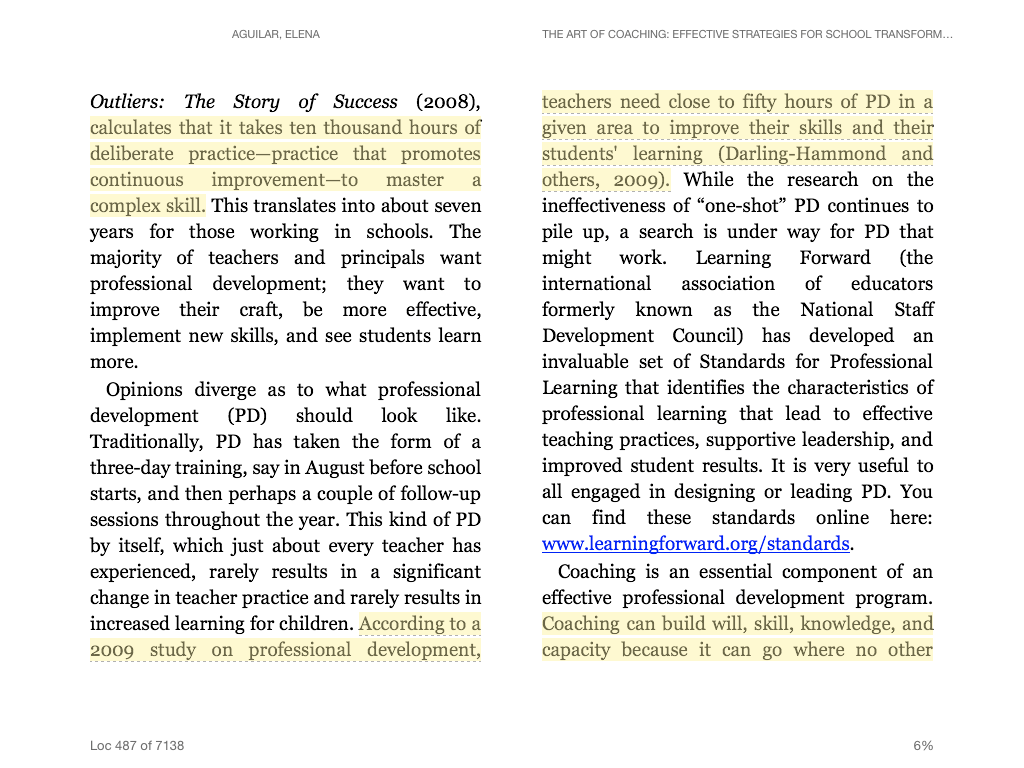 AGUILAR, ELENA
THE ART OF COACHING: EFFECTIVE STRATEGIES FOR SCHOOL TRANSFORM…
Outliers: The Story of Success (2008),
calculates that it takes ten thousand hours of
deliberate practice—practice that promotes
continuous improvement—to master a
complex skill. This translates into about seven
years for those working in schools. The
majority of teachers and principals want
professional development; they want to
improve their craft, be more effective,
implement new skills, and see students learn
more.
Opinions diverge as to what professional
development (PD) should look like.
Traditionally, PD has taken the form of a
three-day training, say in August before school
starts, and then perhaps a couple of follow-up
sessions throughout the year. This kind of PD
by itself, which just about every teacher has
experienced, rarely results in a significant
change in teacher practice and rarely results in
increased learning for children. According to a
2009 study on professional development,
teachers need close to fifty hours of PD in a
given area to improve their skills and their
students' learning (Darling-Hammond and
others, 2009). While the research on the
ineffectiveness of “one-shot” PD continues to
pile up, a search is under way for PD that
might work. Learning Forward (the
international association of educators
formerly known as the National Staff
Development Council) has developed an
invaluable set of Standards for Professional
Learning that identifies the characteristics of
professional learning that lead to effective
teaching practices, supportive leadership, and
improved student results. It is very useful to
all engaged in designing or leading PD. You
can find these standards online here:
www.learningforward.org/standards.
Coaching is an essential component of an
effective professional development program.
Coaching can build will, skill, knowledge, and
capacity because it can go where no other
Loc 487 of 7138
6%